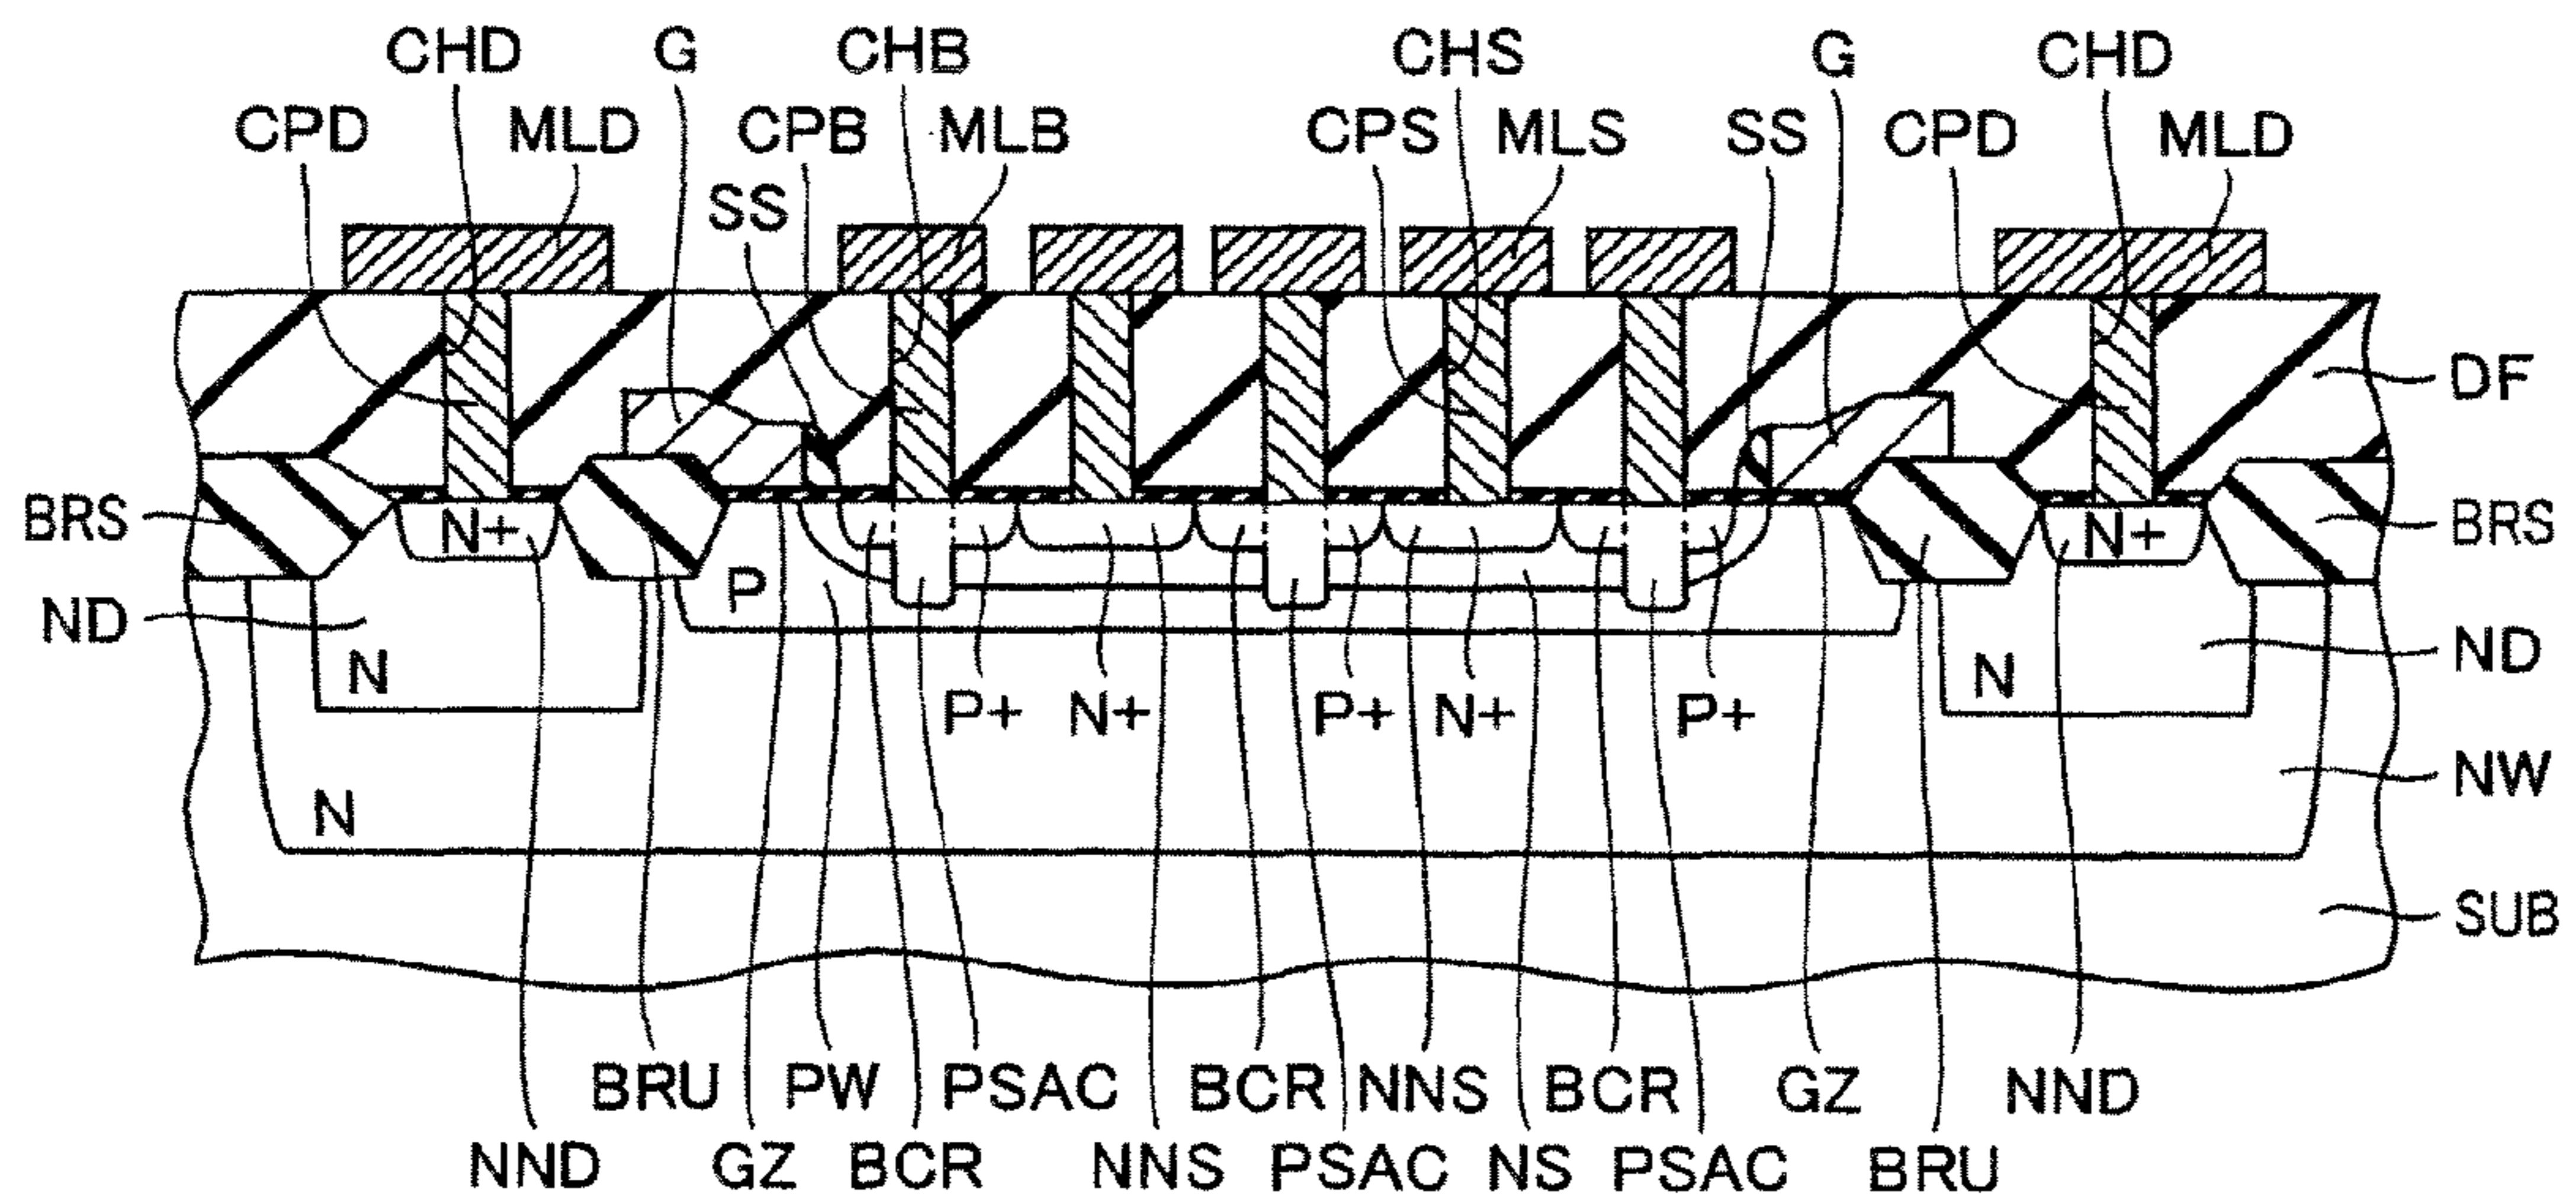 CHD G CHB CHS G CHD
CPD MLD CPB MLB CPS MLS SS CPD MLD
SS
DF
BRS N+ N+ BRS
P
ND ND
N N
P+ N+ P+ N+ P+
NW
N
SUB
BRU PW PSAC BCR NNS BCR GZ NND
NND GZ BCR NNS PSAC NS PSAC BRU